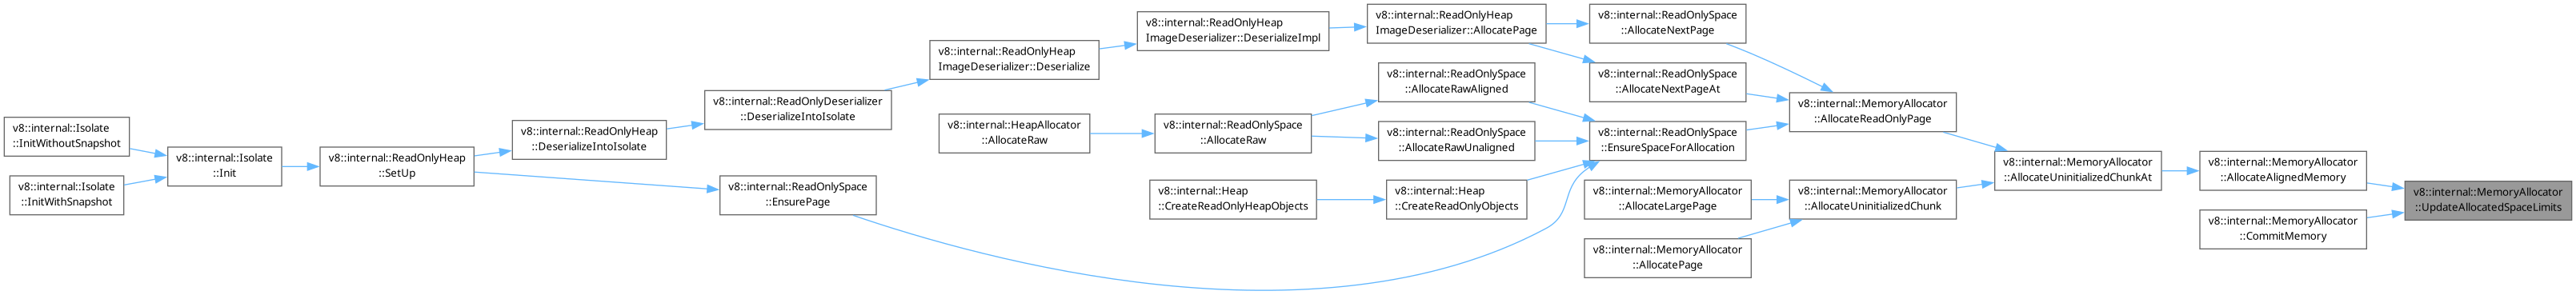 v8::internal::Isolate
::InitWithoutSnapshot
v8::internal::Isolate
::InitWithSnapshot
v8::internal::Isolate
::Init
v8::internal::ReadOnlyHeap
::SetUp
v8::internal::ReadOnlyHeap
::DeserializeIntoIsolate
v8::internal::ReadOnlyDeserializer
::DeserializeIntoIsolate
v8::internal::ReadOnlySpace
::EnsurePage
v8::internal::ReadOnlyHeap
ImageDeserializer::Deserialize
v8::internal::HeapAllocator
::AllocateRaw
v8::internal::ReadOnlyHeap
ImageDeserializer::DeserializeImpl
v8::internal::ReadOnlySpace
::AllocateRaw
v8::internal::Heap
::CreateReadOnlyHeapObjects
v8::internal::ReadOnlyHeap
ImageDeserializer::AllocatePage
v8::internal::ReadOnlySpace
::AllocateRawAligned
v8::internal::ReadOnlySpace
::AllocateRawUnaligned
v8::internal::Heap
::CreateReadOnlyObjects
v8::internal::ReadOnlySpace
::AllocateNextPage
v8::internal::ReadOnlySpace
::AllocateNextPageAt
v8::internal::ReadOnlySpace
::EnsureSpaceForAllocation
v8::internal::MemoryAllocator
::AllocateLargePage
v8::internal::MemoryAllocator
::AllocatePage
v8::internal::MemoryAllocator
::AllocateReadOnlyPage
v8::internal::MemoryAllocator
::AllocateUninitializedChunk
v8::internal::MemoryAllocator
::AllocateUninitializedChunkAt
v8::internal::MemoryAllocator
::AllocateAlignedMemory
v8::internal::MemoryAllocator
::CommitMemory
v8::internal::MemoryAllocator
::UpdateAllocatedSpaceLimits